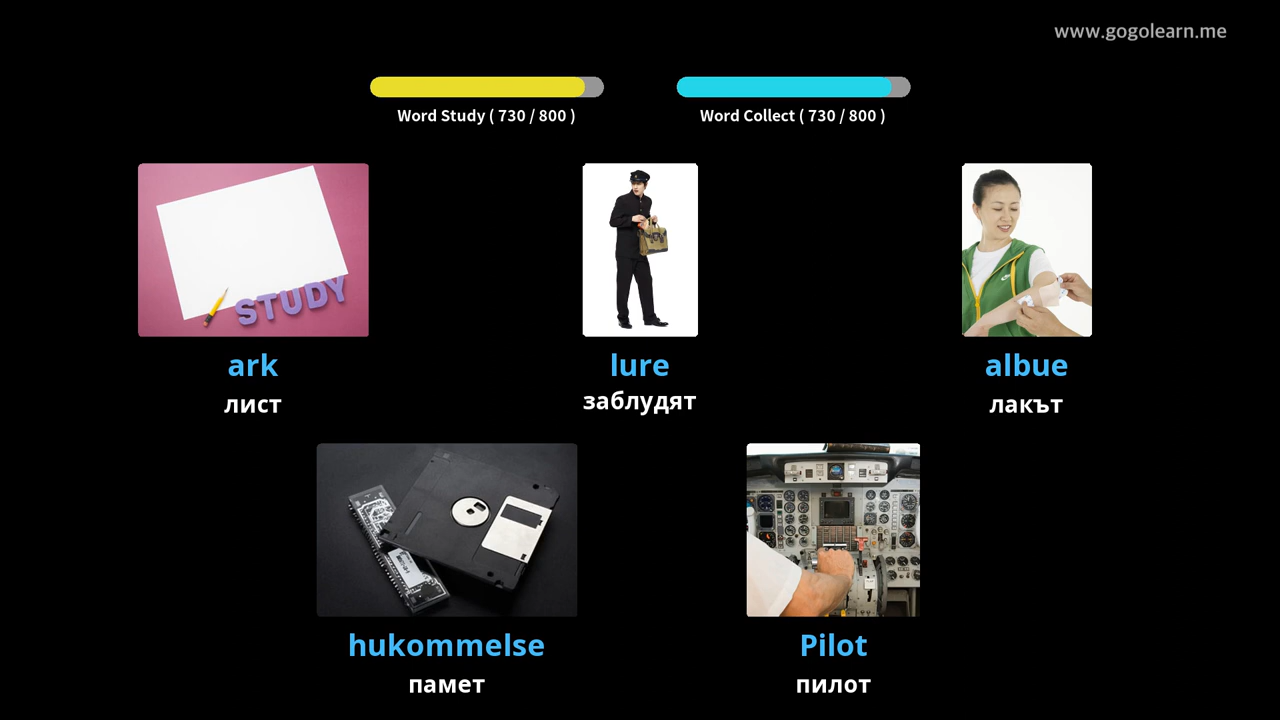 www.gogolearn.me
Word Study ( 730 / 800 )
Word Collect ( 730 / 800 )
STUDY
ark
lure
albue
лист
заблудят
лакът
hukommelse
Pilot
памет
пилот